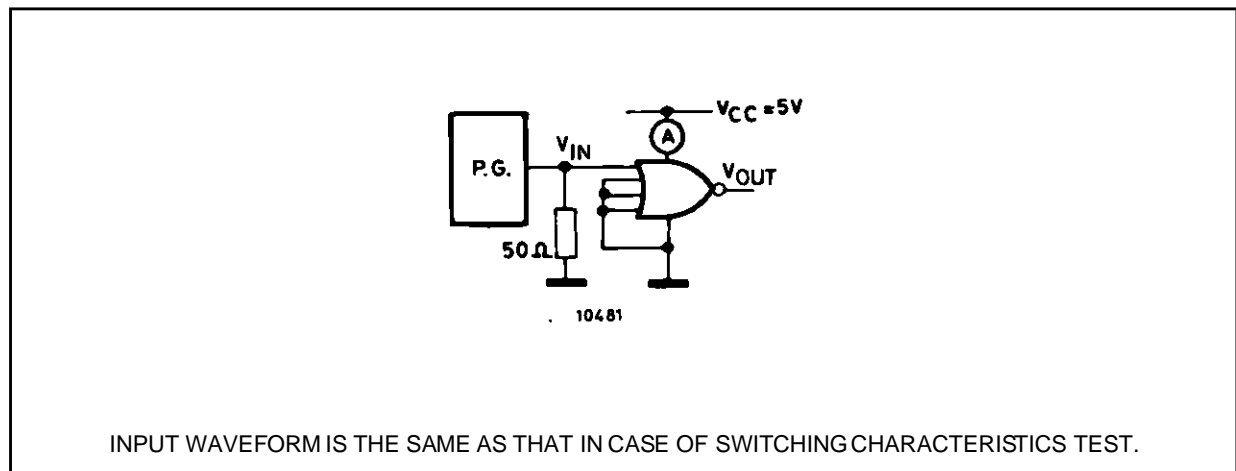 VCC = 5V
A
P.G.
VIN
VOUT
50Ω
10481
INPUT WAVEFORM IS THE SAME AS THAT IN CASE OF SWITCHING CHARACTERISTICS TEST.